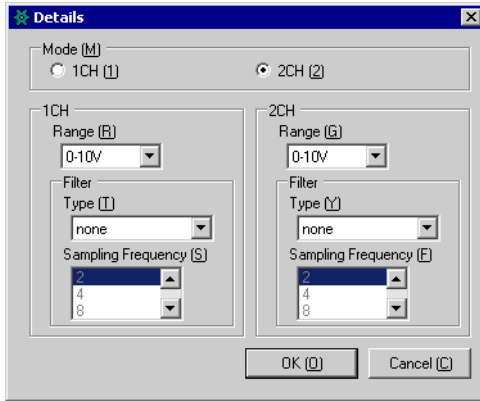 Details
Mode (M)
1CH (1) 2CH (2)
1CH 2CH
Range (R) Range (G)
0-10V 0-10V
Filter Filter
Type (T) Type (Y)
none none
Sampling Frequency (S) Sampling Frequency (F)
2 2
4 4
8 8
OK (O) Cancel (C)